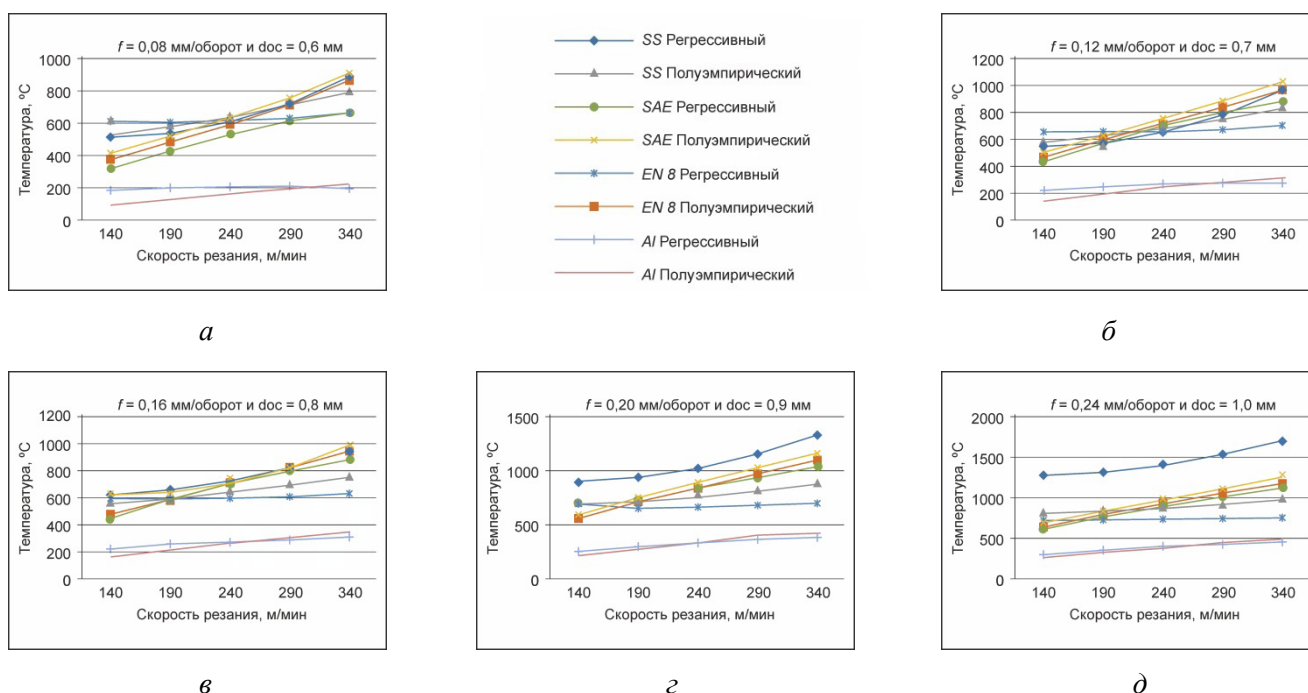 f = 0,08 мм/оборот и doc = 0,6 мм
Температура, ºC
1000
800
600
400
200
0
140 190 240 290 340
Скорость резания, м/мин
а
SS Регрессивный
SS Полуэмпирический
SAE Регрессивный
SAE Полуэмпирический
EN 8 Регрессивный
EN 8 Полуэмпирический
Al Регрессивный
Al Полуэмпирический
f = 0,12 мм/оборот и doc = 0,7 мм
Температура, ºC
1200
1000
800
600
400
200
0
140 190 240 290 340
Скорость резания, м/мин
б
f = 0,16 мм/оборот и doc = 0,8 мм
Температура, ºC
1200
1000
800
600
400
200
0
140 190 240 290 340
Скорость резания, м/мин
в
f = 0,20 мм/оборот и doc = 0,9 мм
Температура, ºC
1500
1000
500
0
140 190 240 290 340
Скорость резания, м/мин
г
f = 0,24 мм/оборот и doc = 1,0 мм
Температура, ºC
2000
1500
1000
500
0
140 190 240 290 340
Скорость резания, м/мин
д